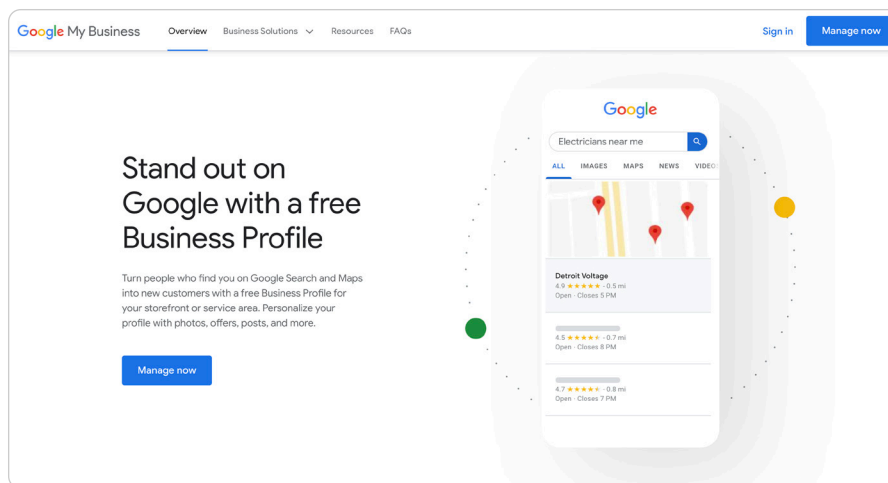 Google My Business
Overview
Business Solutions
Resources
FAQs
Sign in
Manage now
Stand out on
Google with a free
Business Profile
Turn people who find you on Google Search and Maps
into new customers with a free Business Profile for
your storefront or service area. Personalize your
profile with photos, offers, posts, and more.
Manage now
Google
Electricians near me
ALL IMAGES MAPS NEWS VIDEO
Detroit Voltage
4.9 ★★★★★ · 0.5 mi
Open · Closes 5 PM
4.5 ★★★★★ · 0.7 mi
Open · Closes 8 PM
4.7 ★★★★★ · 0.8 mi
Open · Closes 7 PM